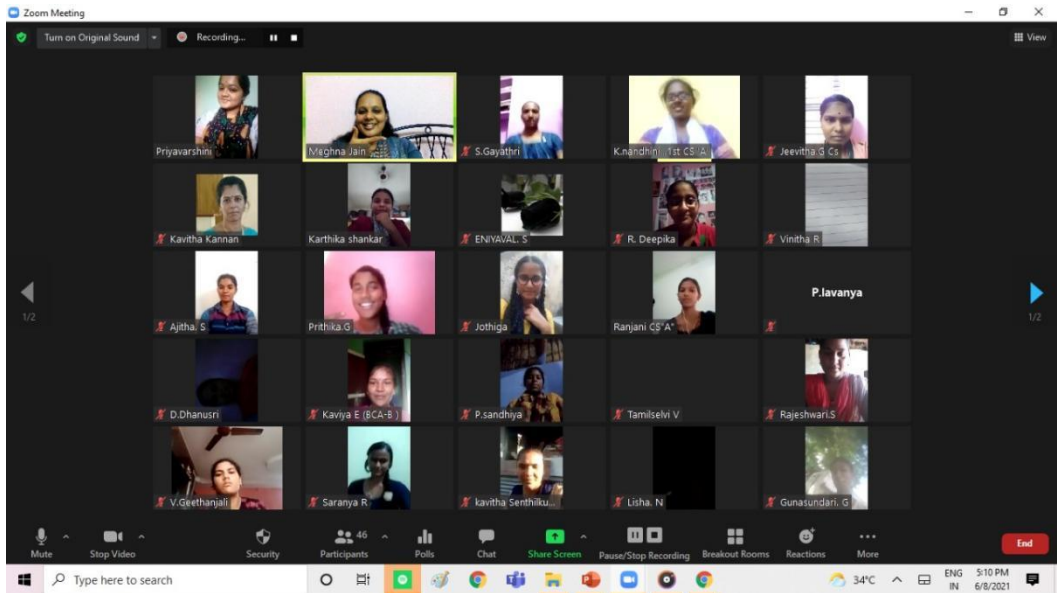 Zoom Meeting
Turn on Original Sound
Recording...
View
Priyavarshini
Meghna Jain
S.Gayathri
K.nandhini 1st CS 'A'
Jeevitha.G Cs
Kavitha Kannan
Karthika shankar
ENIYAVAL. S
R. Deepika
Vinitha R
Ajitha. S
Prithika.G
Jothiga
Ranjani CS"A"
P.lavanya
1/2
1/2
D.Dhanusri
Kaviya E (BCA-B )
P.sandhiya
Tamilselvi V
Rajeshwari.S
V.Geethanjali
Saranya R
kavitha Senthilku...
Lisha. N
Gunasundari. G
Mute
Stop Video
Security
Participants
46
Polls
Chat
Share Screen
Pause/Stop Recording
Breakout Rooms
Reactions
More
End
Type here to search
34°C
ENG
IN
5:10 PM
6/8/2021